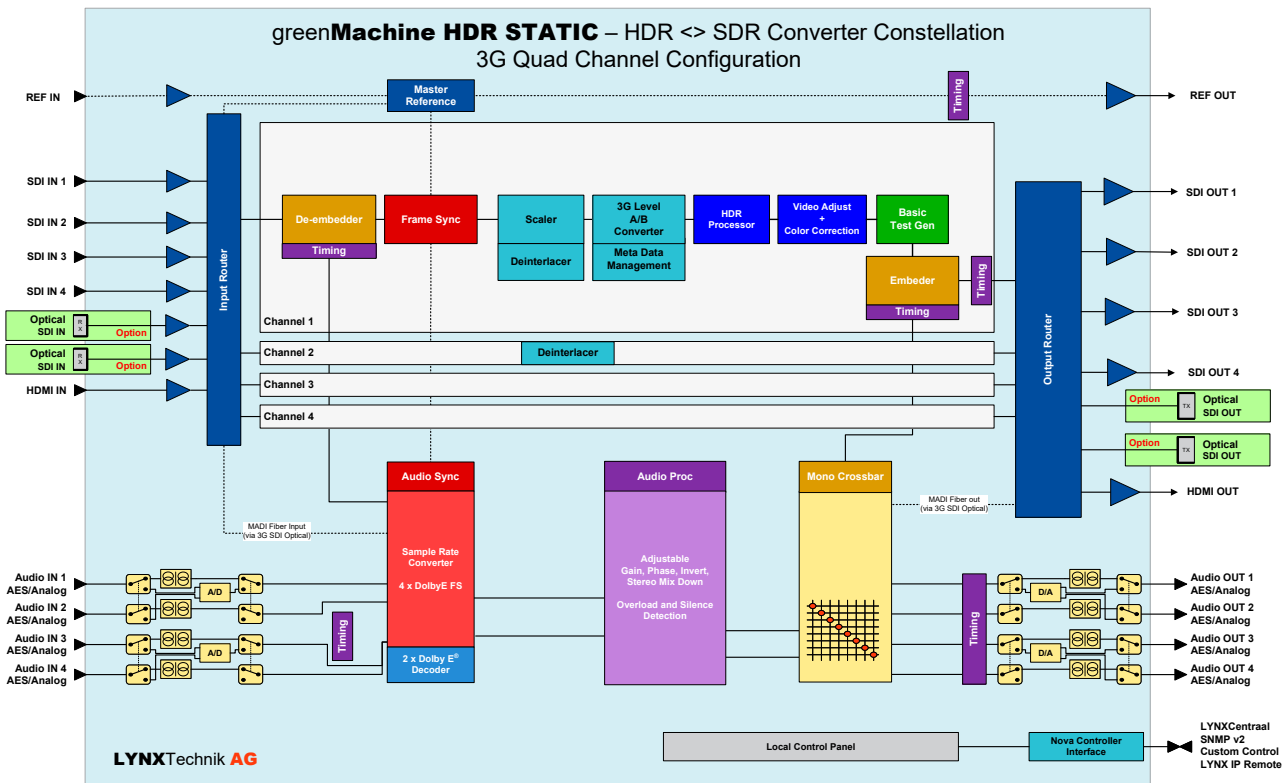 greenMachine HDR STATIC – HDR <> SDR Converter Constellation
3G Quad Channel Configuration
REF IN
Master
Reference
Timing
REF OUT
SDI IN 1
SDI IN 2
SDI IN 3
SDI IN 4
Optical
SDI IN
RX
Option
Optical
SDI IN
RX
Option
HDMI IN
Input Router
De-embedder
Timing
Frame Sync
Scaler
Deinterlacer
3G Level
A/B
Converter
Meta Data
Management
HDR
Processor
Video Adjust
+
Color Correction
Basic
Test Gen
Embeder
Timing
Timing
Channel 1
Channel 2
Deinterlacer
Channel 3
Channel 4
Output Router
SDI OUT 1
SDI OUT 2
SDI OUT 3
SDI OUT 4
Option
TX
Optical
SDI OUT
Option
TX
Optical
SDI OUT
HDMI OUT
Audio Sync
Sample Rate
Converter
4 x DolbyE FS
2 x Dolby E®
Decoder
Audio Proc
Adjustable
Gain, Phase, Invert,
Stereo Mix Down
Overload and Silence
Detection
Mono Crossbar
MADI Fiber Input
(via 3G SDI Optical)
MADI Fiber out
(via 3G SDI Optical)
Audio IN 1
AES/Analog
Audio IN 2
AES/Analog
Audio IN 3
AES/Analog
Audio IN 4
AES/Analog
A/D
A/D
Timing
Timing
D/A
D/A
Audio OUT 1
AES/Analog
Audio OUT 2
AES/Analog
Audio OUT 3
AES/Analog
Audio OUT 4
AES/Analog
LYNXTechnik AG
Local Control Panel
Nova Controller
Interface
LYNXCentraal
SNMP v2
Custom Control
LYNX IP Remote